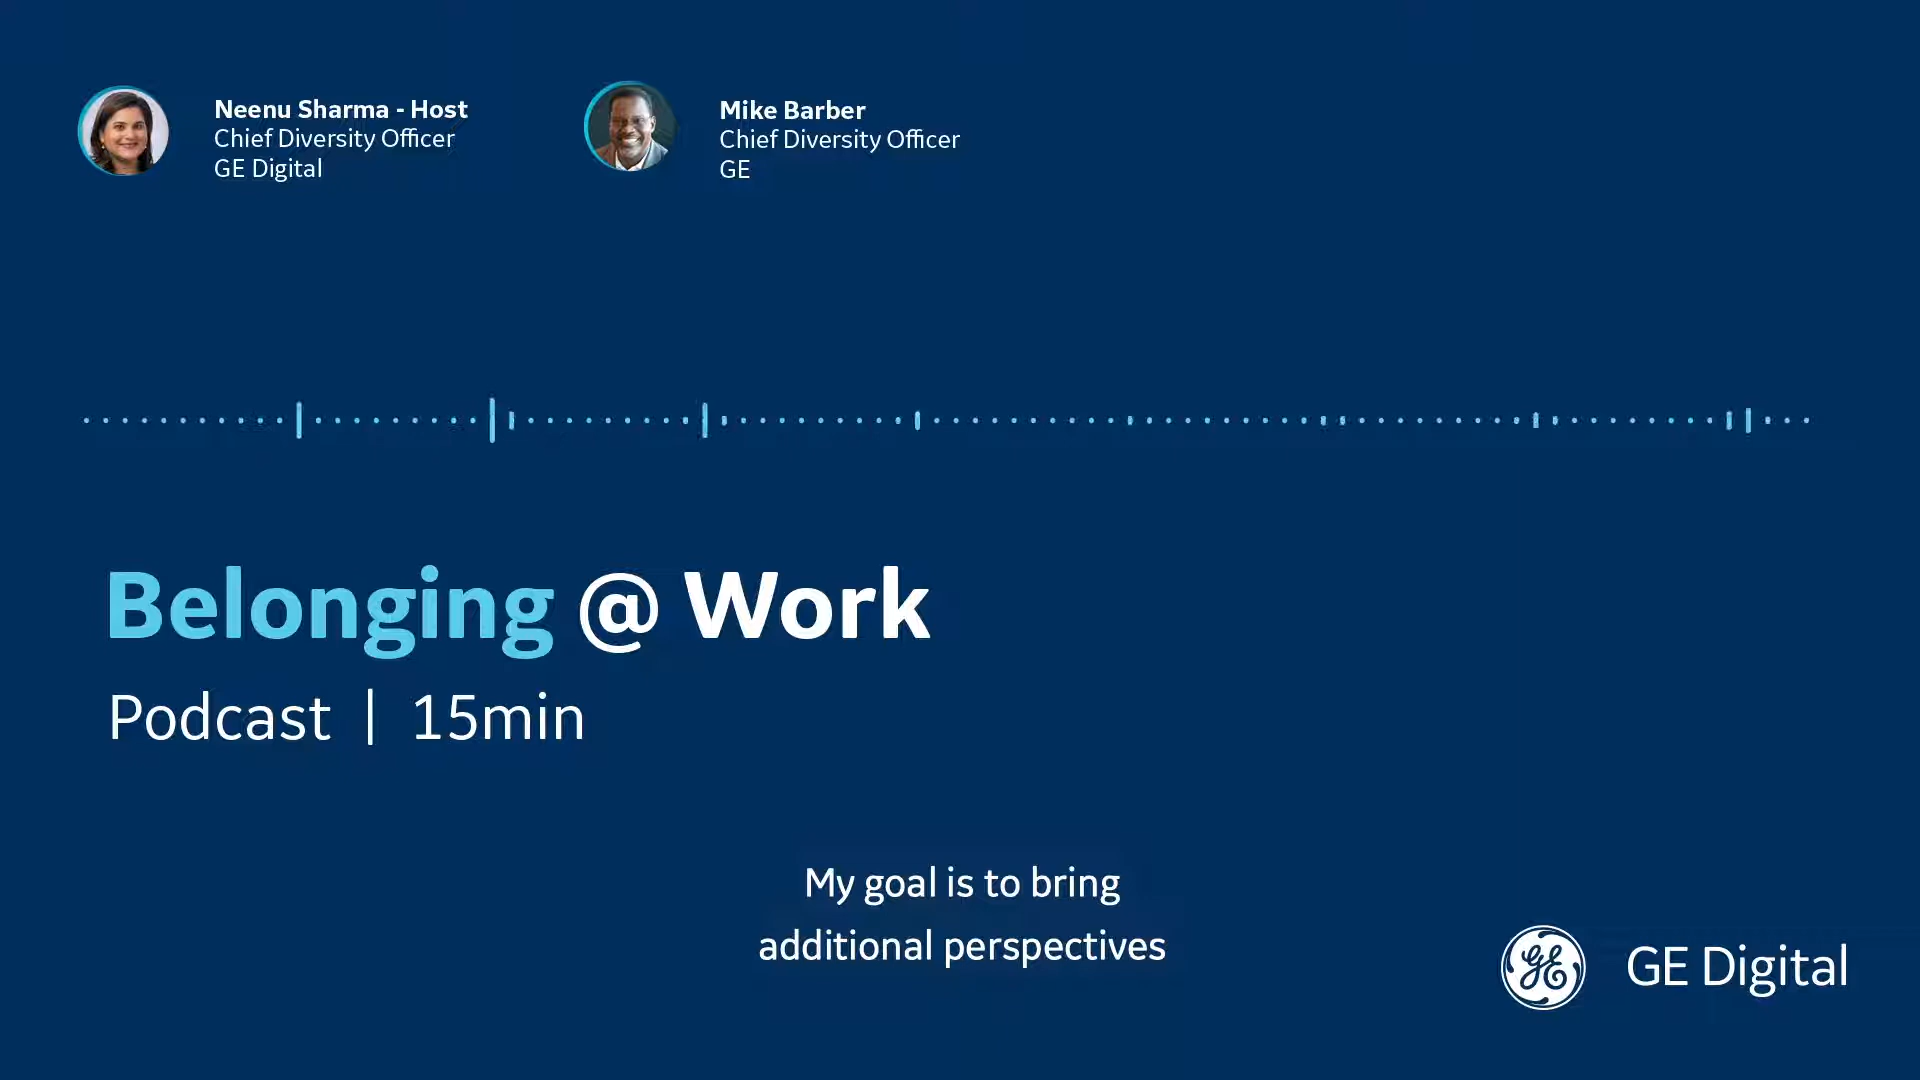 Neenu Sharma - Host
Chief Diversity Officer
GE Digital
Mike Barber
Chief Diversity Officer
GE
Belonging @ Work
Podcast | 15min
My goal is to bring
additional perspectives
GE GE Digital